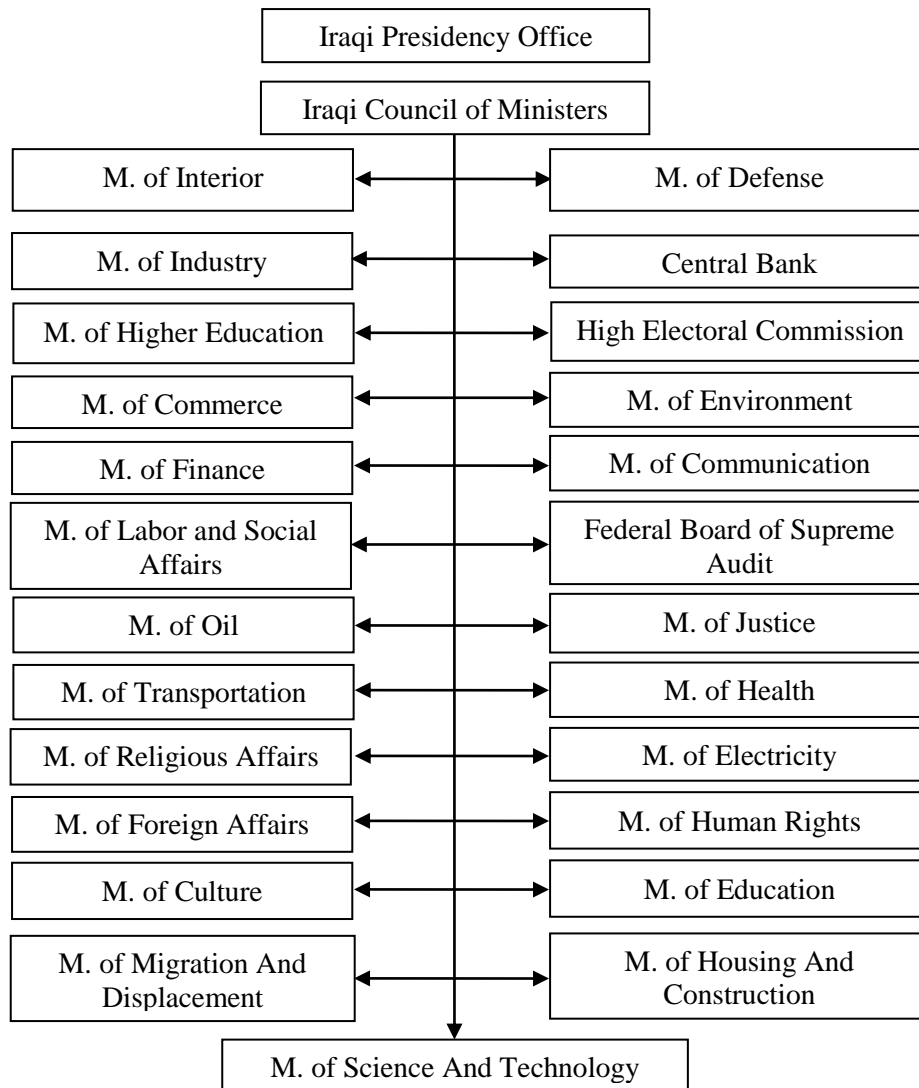 Iraqi Presidency Office
Iraqi Council of Ministers
M. of Interior
M. of Defense
M. of Industry
Central Bank
M. of Higher Education
High Electoral Commission
M. of Commerce
M. of Environment
M. of Finance
M. of Communication
M. of Labor and Social
Affairs
Federal Board of Supreme
Audit
M. of Oil
M. of Justice
M. of Transportation
M. of Health
M. of Religious Affairs
M. of Electricity
M. of Foreign Affairs
M. of Human Rights
M. of Culture
M. of Education
M. of Migration And
Displacement
M. of Housing And
Construction
M. of Science And Technology